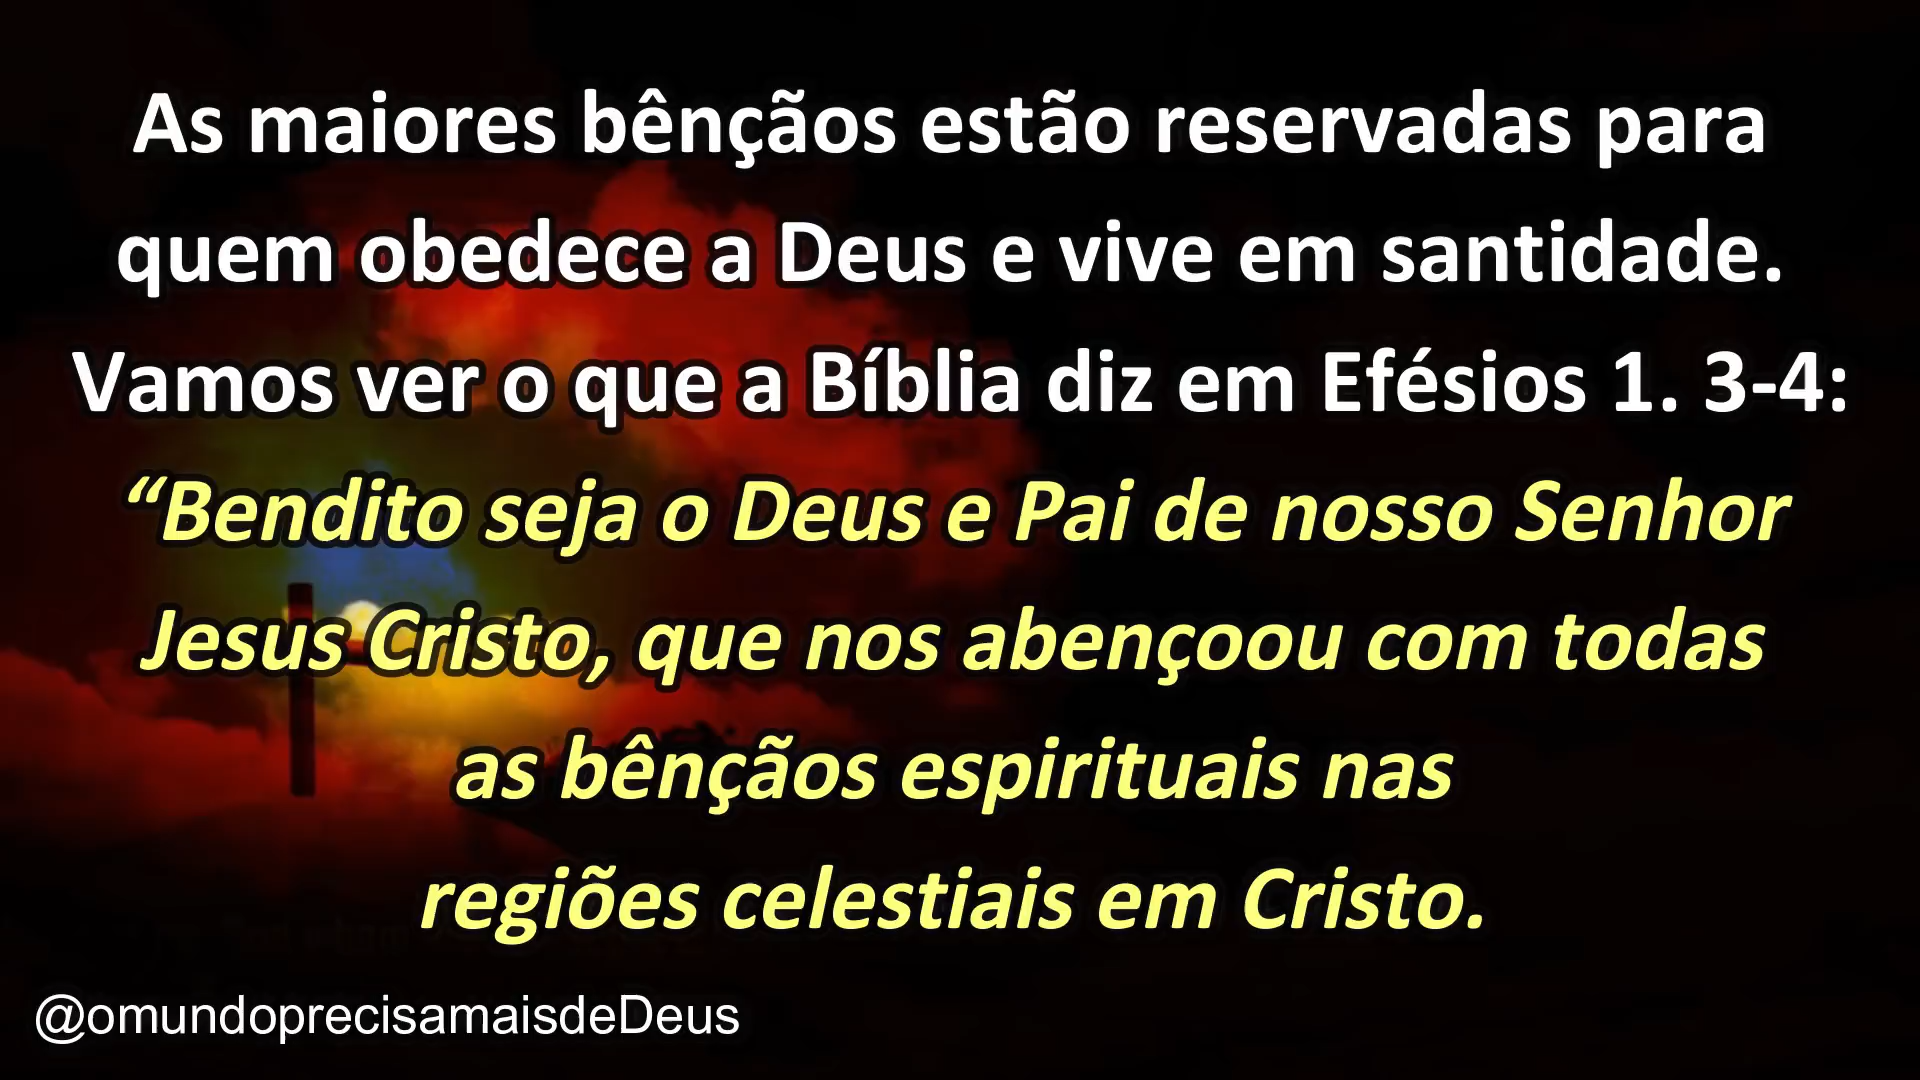 As maiores bênçãos estão reservadas para
quem obedece a Deus e vive em santidade.
Vamos ver o que a Bíblia diz em Efésios 1. 3-4:
“Bendito seja o Deus e Pai de nosso Senhor
Jesus Cristo, que nos abençoou com todas
as bênçãos espirituais nas
regiões celestiais em Cristo.
@omundoprecisamaisdeDeus